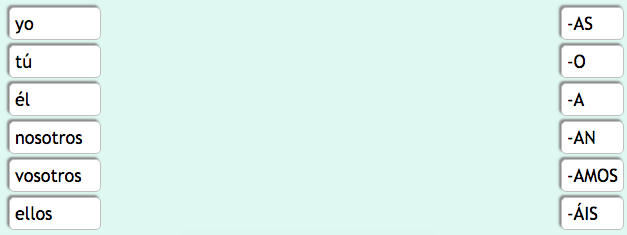 yo -AS
tú -O
él -A
nosotros -AN
vosotros -AMOS
ellos -ÁIS